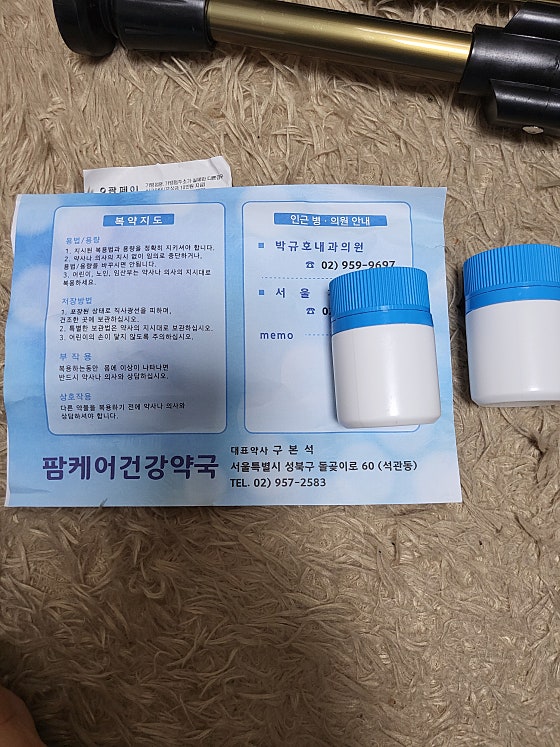 팜페이
복약지도
용법/용량
1. 지시된 복용법과 용량을 정확히 지키셔야 합니다.
2. 약사나 의사의 지시 없이 임의로 중단하거나,
용법/용량을 바꾸시면 안됩니다.
3. 어린이, 노인, 임산부는 약사나 의사의 지시대로
복용하세요.
저장방법
1. 포장된 상태로 직사광선을 피하며,
건조한 곳에 보관하십시오.
2. 특별한 보관법은 약사의 지시대로 보관하십시오.
3. 어린이의 손이 닿지 않도록 주의하십시오.
부 작 용
복용하는동안 몸에 이상이 나타나면
반드시 약사나 의사와 상담하십시오.
상호작용
다른 약물을 복용하기 전에 약사나 의사와
상담하셔야 합니다.
인근 병·의원 안내
박규호내과의원
☎ 02) 959-9697
서 울
☎ 02
memo
팜케어건강약국
대표약사 구 본 석
서울특별시 성북구 돌곶이로 60 (석관동)
TEL. 02) 957-2583